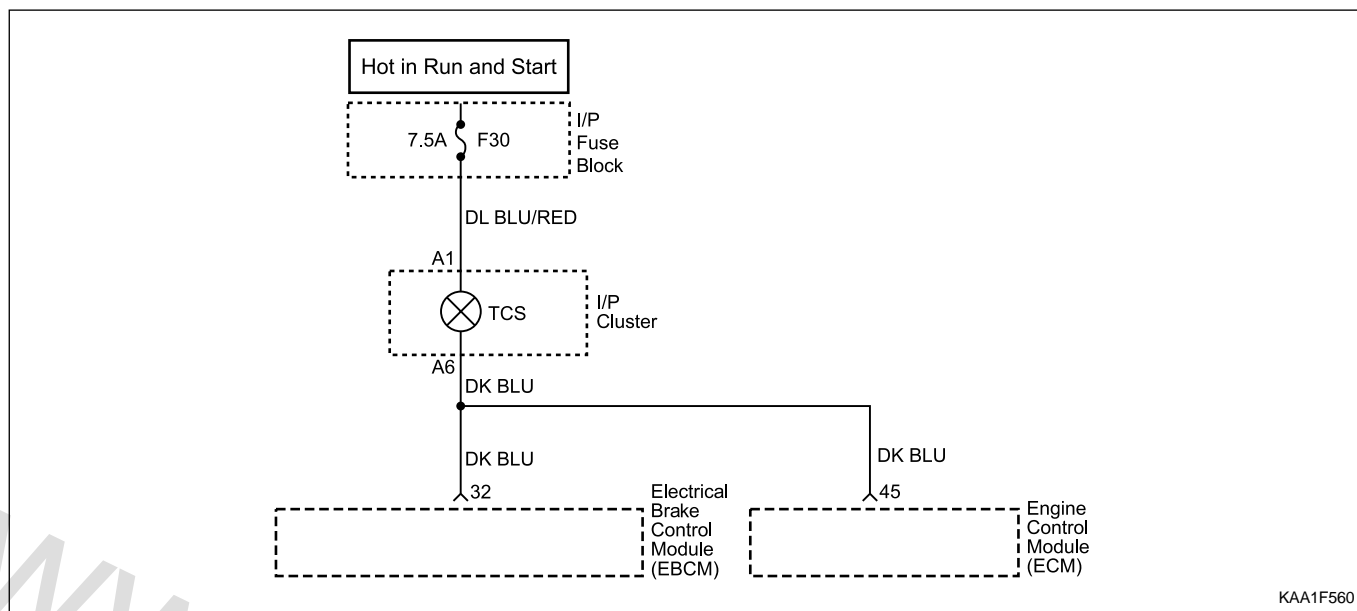 Hot in Run and Start
7.5A F30
I/P
Fuse
Block
DL BLU/RED
A1
TCS
I/P
Cluster
A6
DK BLU
DK BLU
DK BLU
32
45
Electrical
Brake
Control
Module
(EBCM)
Engine
Control
Module
(ECM)
KAA1F560